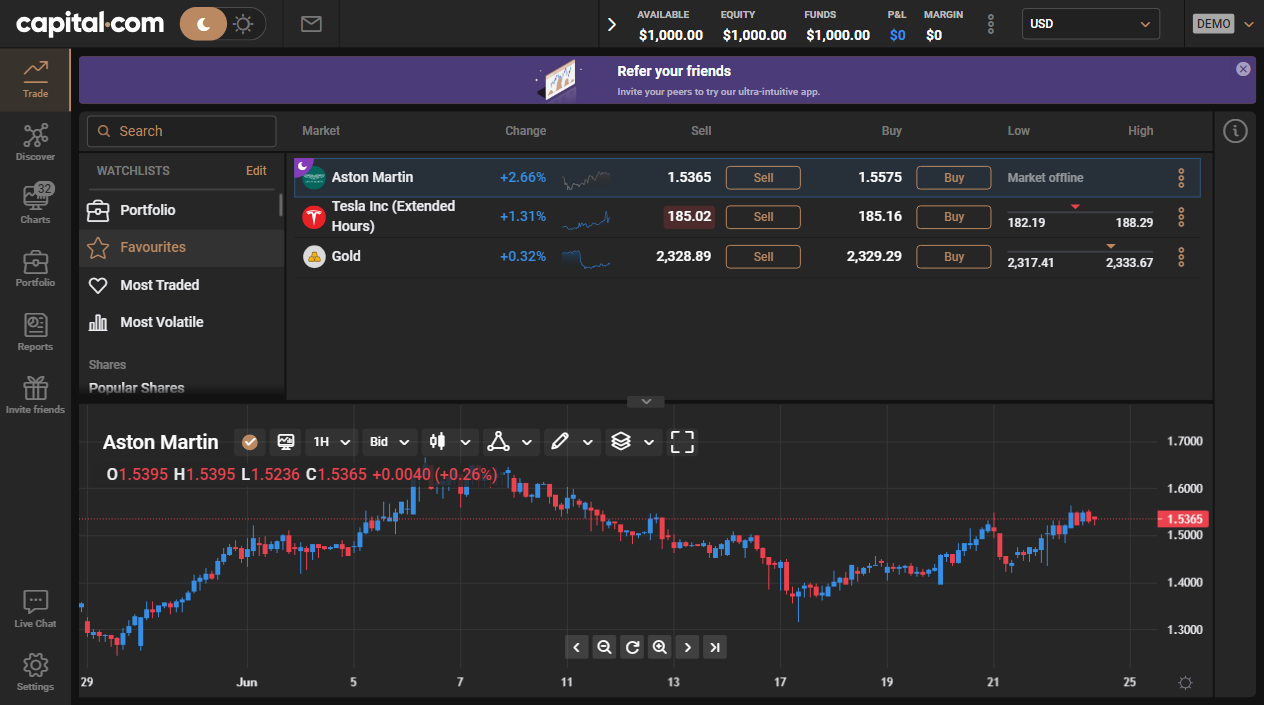 capital.com
AVAILABLE EQUITY FUNDS P&L MARGIN
$1,000.00 $1,000.00 $1,000.00 $0 $0
USD
DEMO
Trade
Discover
32
Charts
Portfolio
Reports
Invite friends
Live Chat
Settings
Refer your friends
Invite your peers to try our ultra-intuitive app.
Search
WATCHLISTS Edit
Portfolio
Favourites
Most Traded
Most Volatile
Shares
Popular Shares
Market Change Sell Buy Low High
Aston Martin +2.66% 1.5365 Sell 1.5575 Buy Market offline
Tesla Inc (Extended
Hours) +1.31% 185.02 Sell 185.16 Buy 182.19 188.29
Gold +0.32% 2,328.89 Sell 2,329.29 Buy 2,317.41 2,333.67
Aston Martin 1H Bid
O1.5395 H1.5395 L1.5236 C1.5365 +0.0040 (+0.26%)
1.7000
1.6000
1.5365
1.5000
1.4000
1.3000
29 Jun 5 7 11 13 17 19 21 25